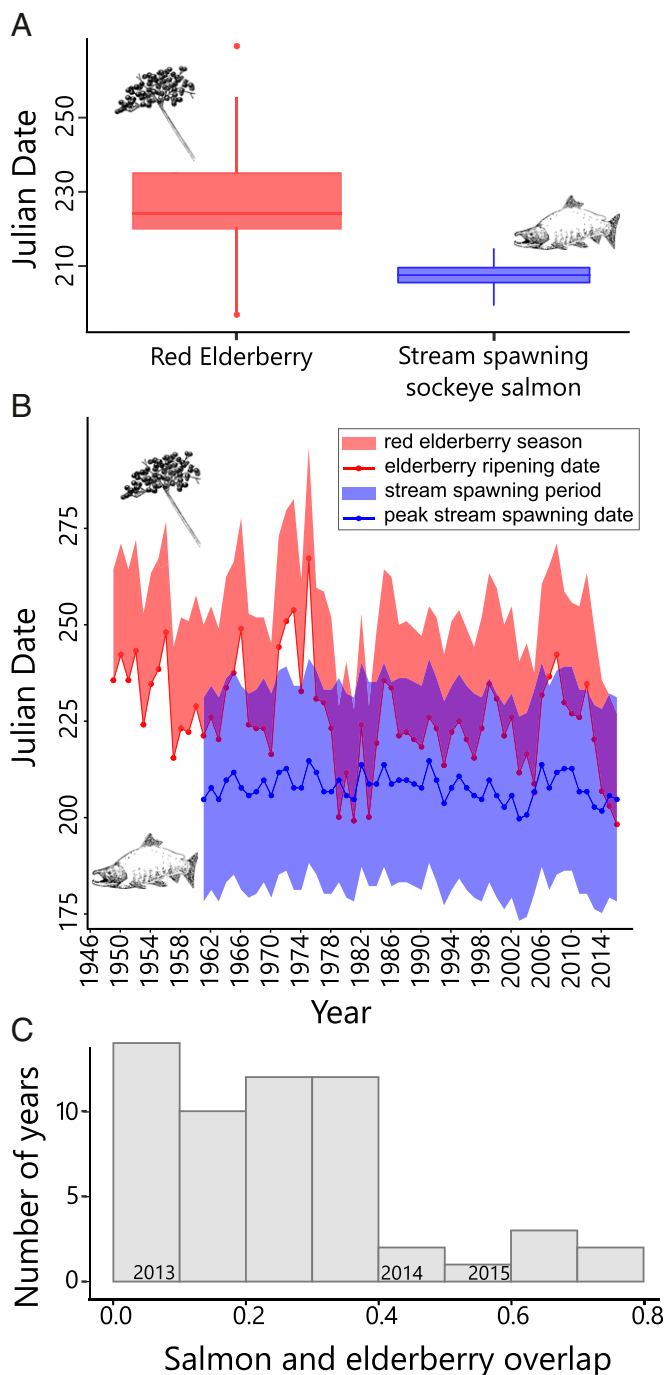 A
Julian Date
250
230
210
Red Elderberry
Stream spawning
sockeye salmon
B
red elderberry season
elderberry ripening date
stream spawning period
peak stream spawning date
Julian Date
275
250
225
200
175
1946
1950
1954
1958
1962
1966
1970
1974
1978
1982
1986
1990
1994
1998
2002
2006
2010
2014
Year
C
Number of years
10
5
0
2013
2014
2015
0.0
0.2
0.4
0.6
0.8
Salmon and elderberry overlap